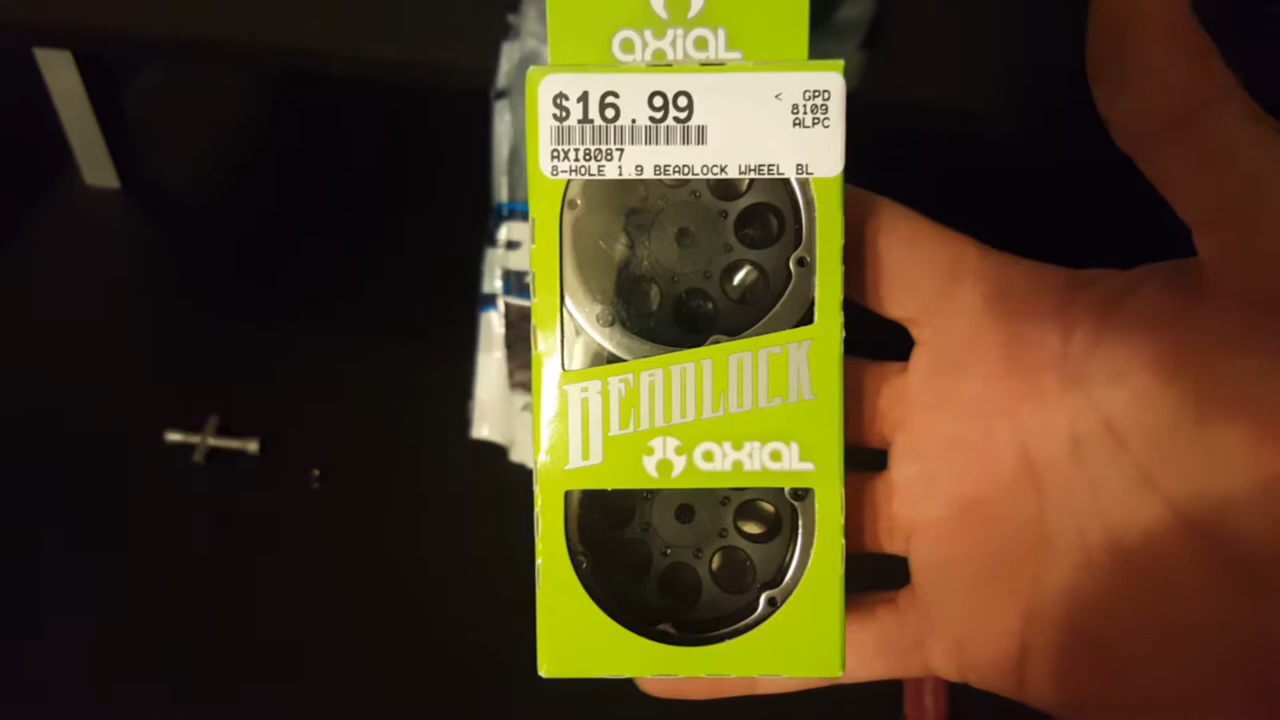 axial
$16.99
< GPD
8109
ALPC
AXI8087
8-HOLE 1.9 BEADLOCK WHEEL BL
BEADLOCK
axial